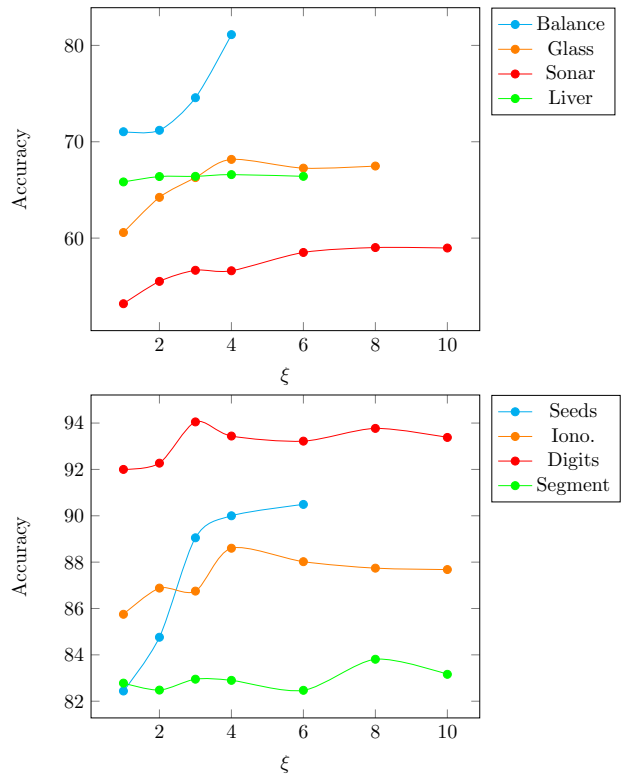 Balance
Glass
Sonar
Liver
80
70
60
Accuracy
2 4 6 8 10
ξ
Seeds
Iono.
Digits
Segment
94
92
90
88
86
84
82
Accuracy
2 4 6 8 10
ξ